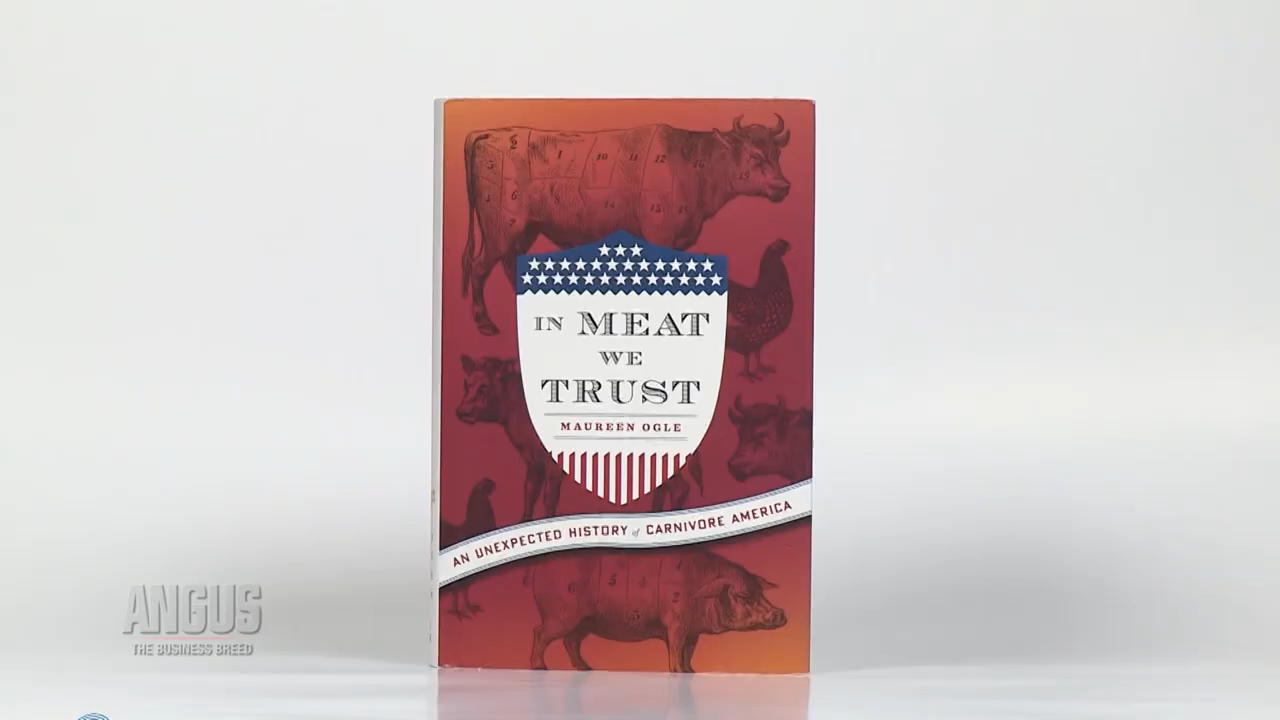 IN MEAT
WE
TRUST
MAUREEN OGLE
AN UNEXPECTED HISTORY of CARNIVORE AMERICA
ANGUS
THE BUSINESS BREED